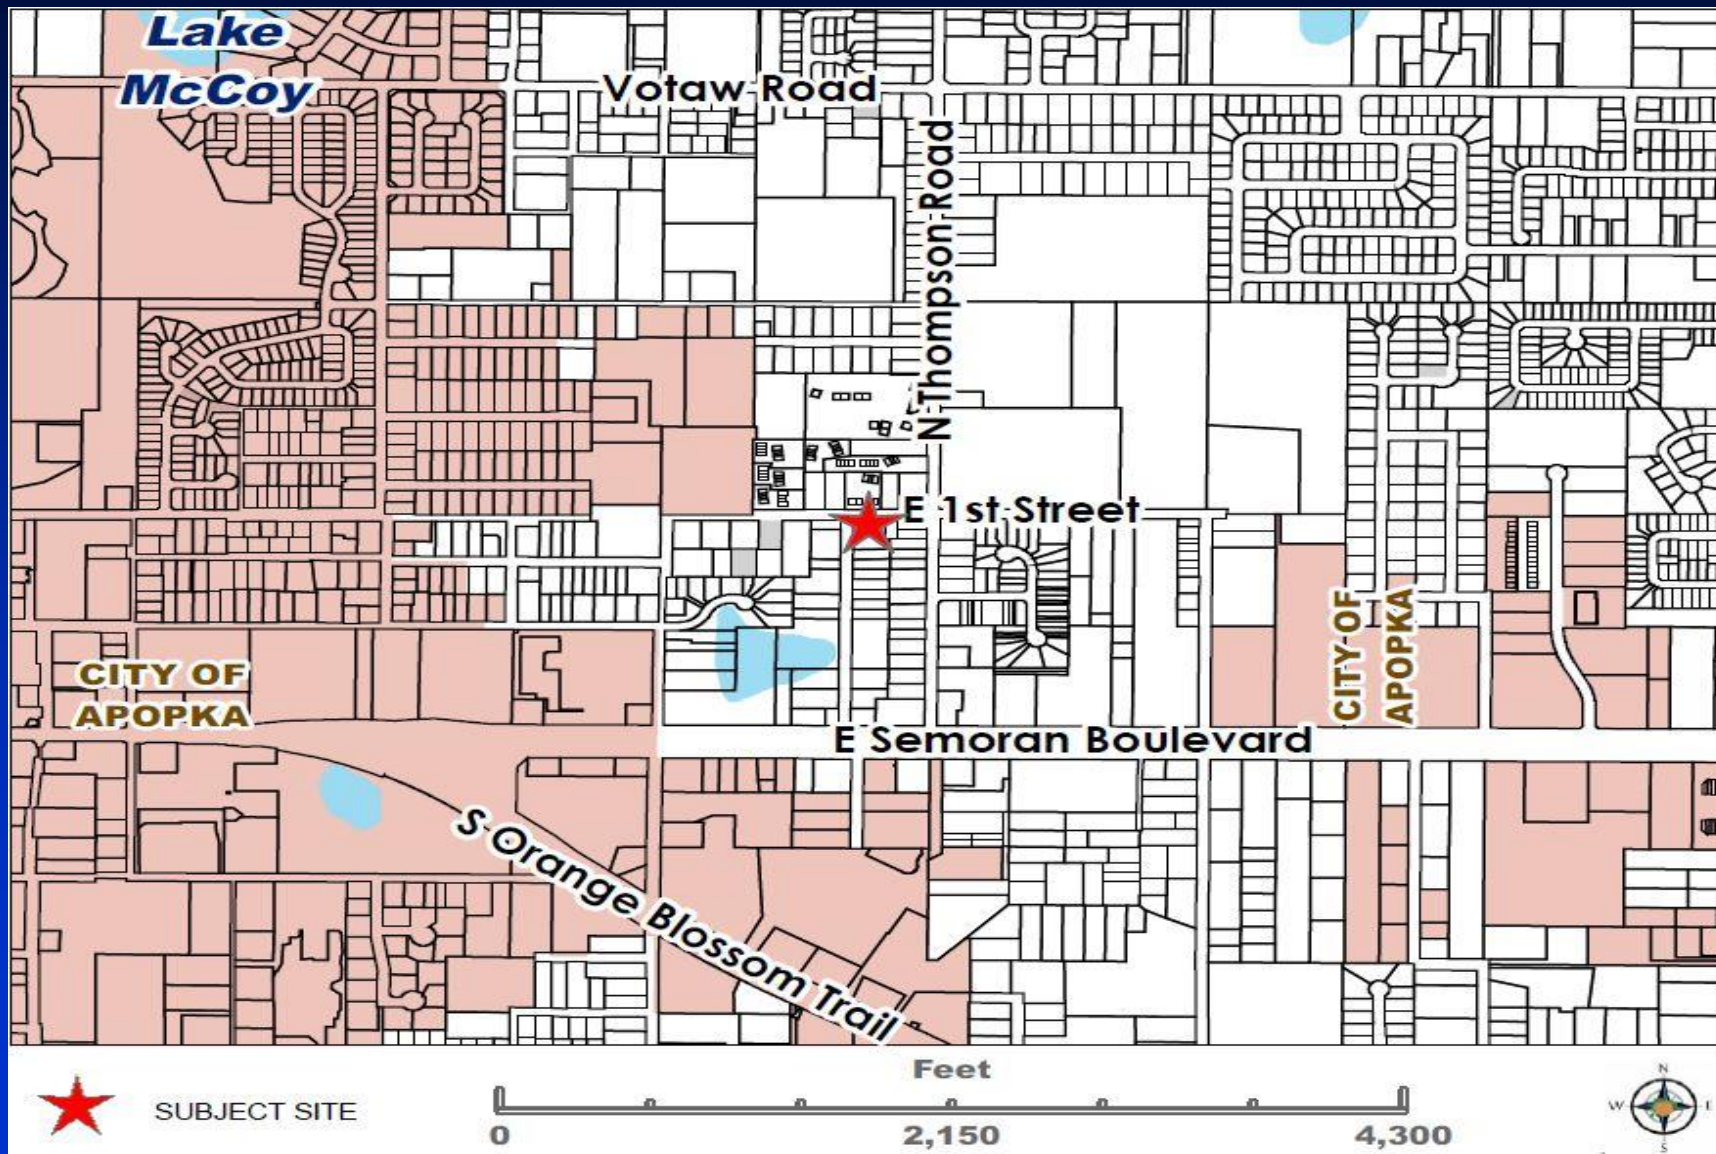 Lake
McCoy
Votaw Road
N Thompson Road
E 1st Street
CITY OF
APOPKA
CITY OF
APOPKA
E Semoran Boulevard
S Orange Blossom Trail
SUBJECT SITE
Feet
0 2,150 4,300
N
W E
S